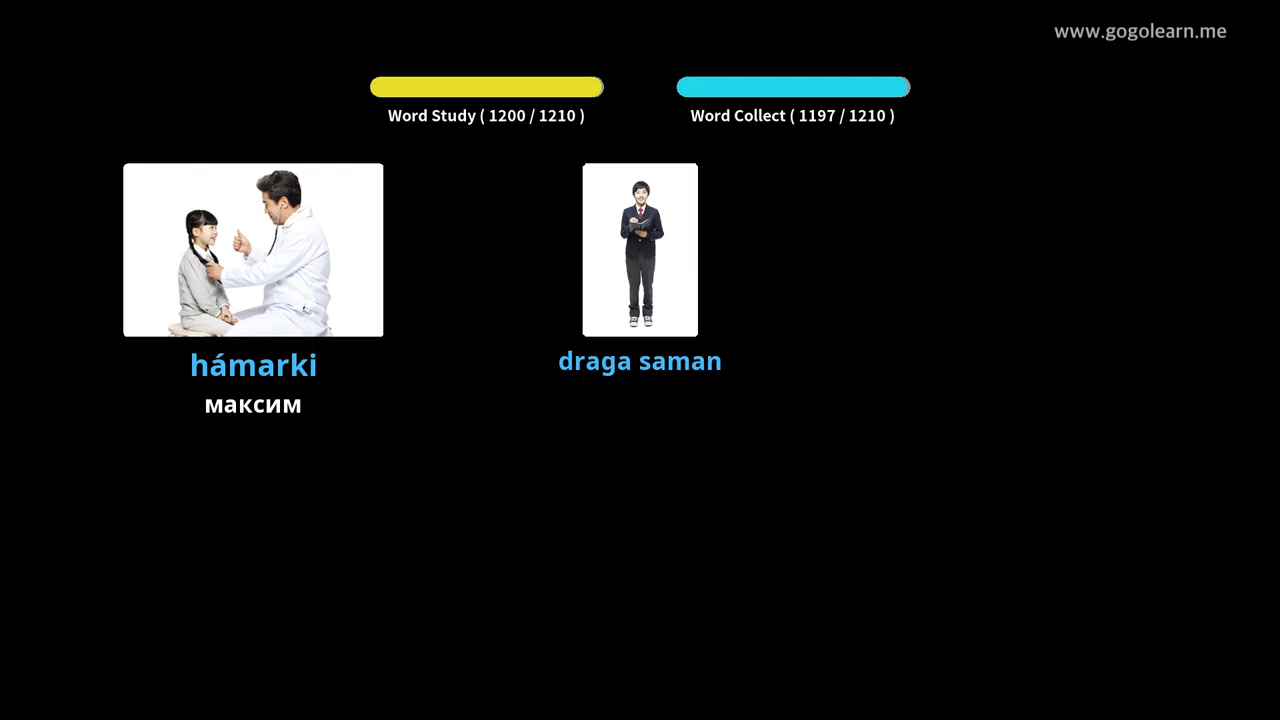 www.gogolearn.me
Word Study ( 1200 / 1210 )
Word Collect ( 1197 / 1210 )
hámarki
максим
draga saman